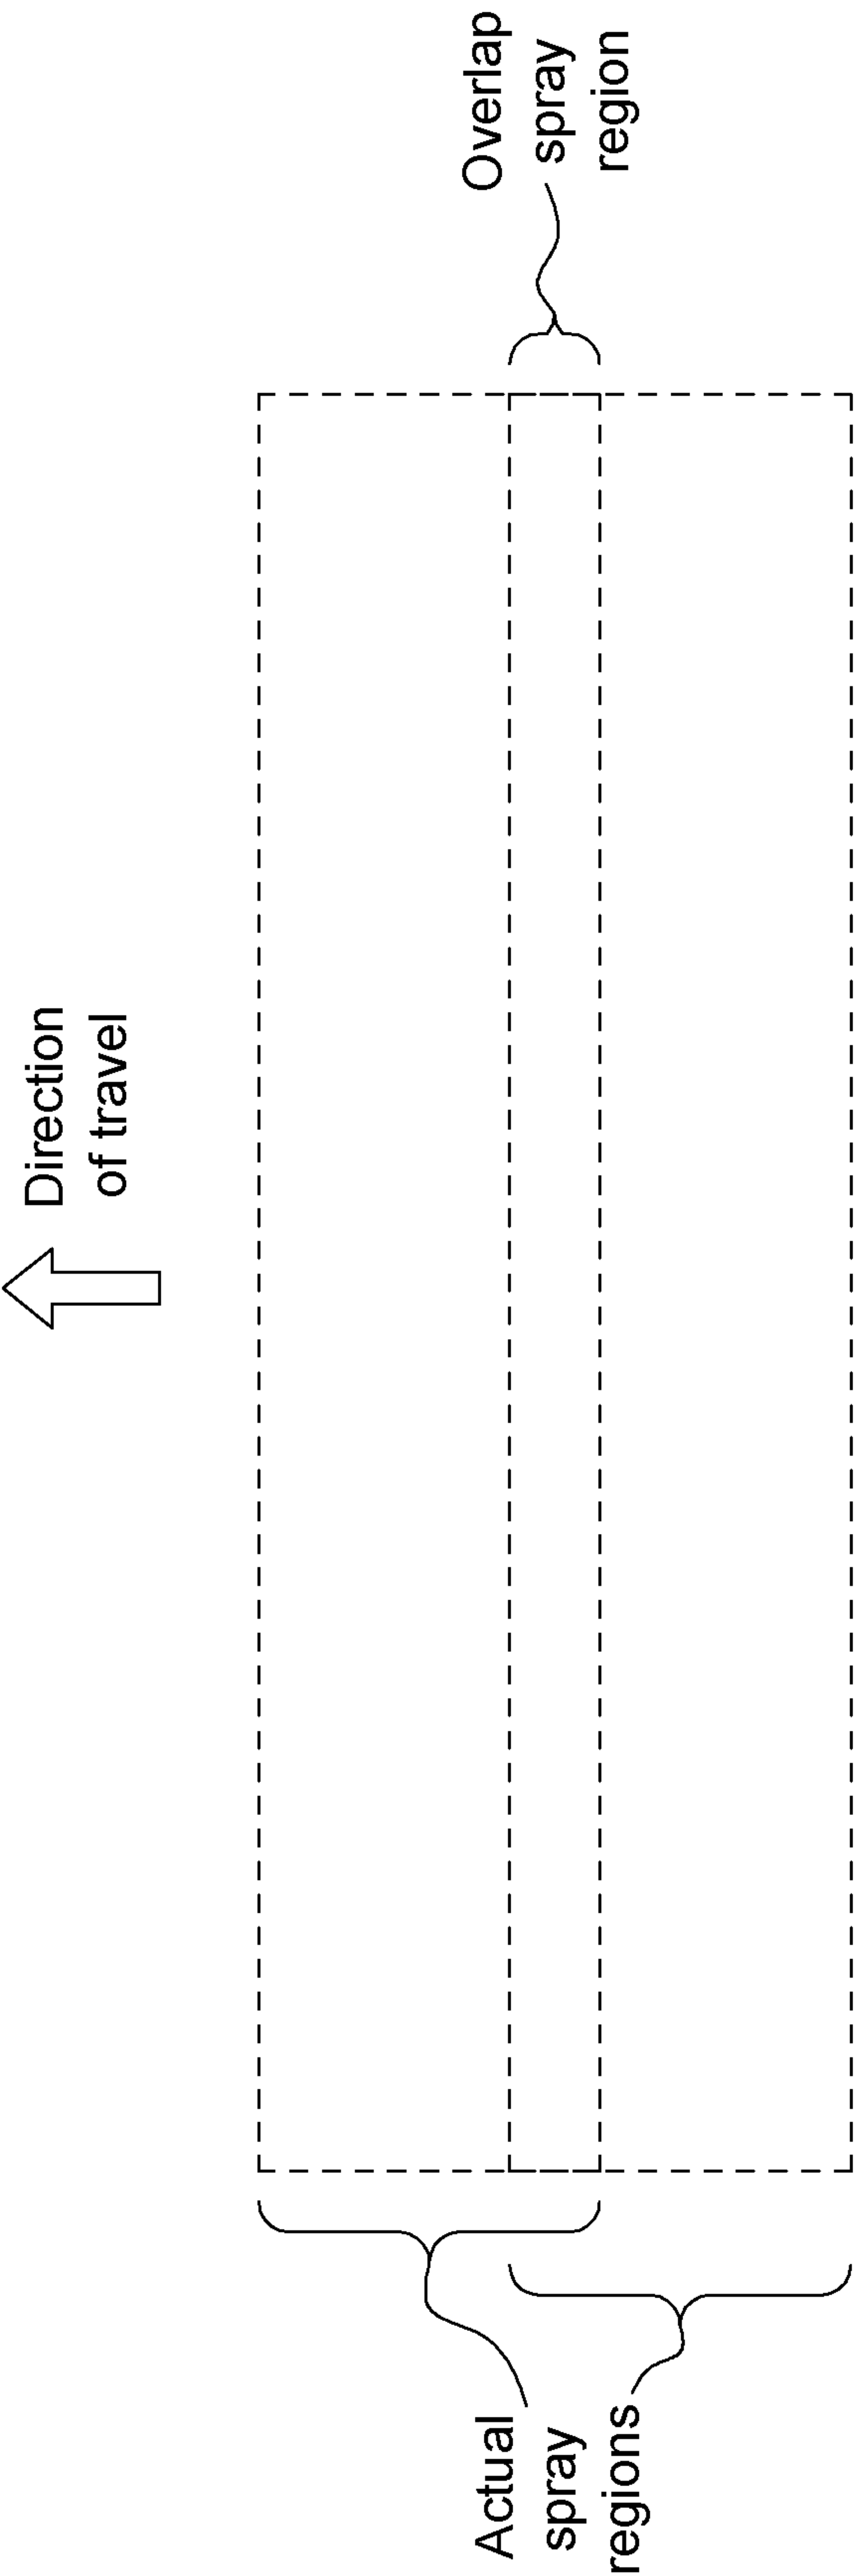 Direction
of travel
Actual
spray
regions
Overlap
spray
region